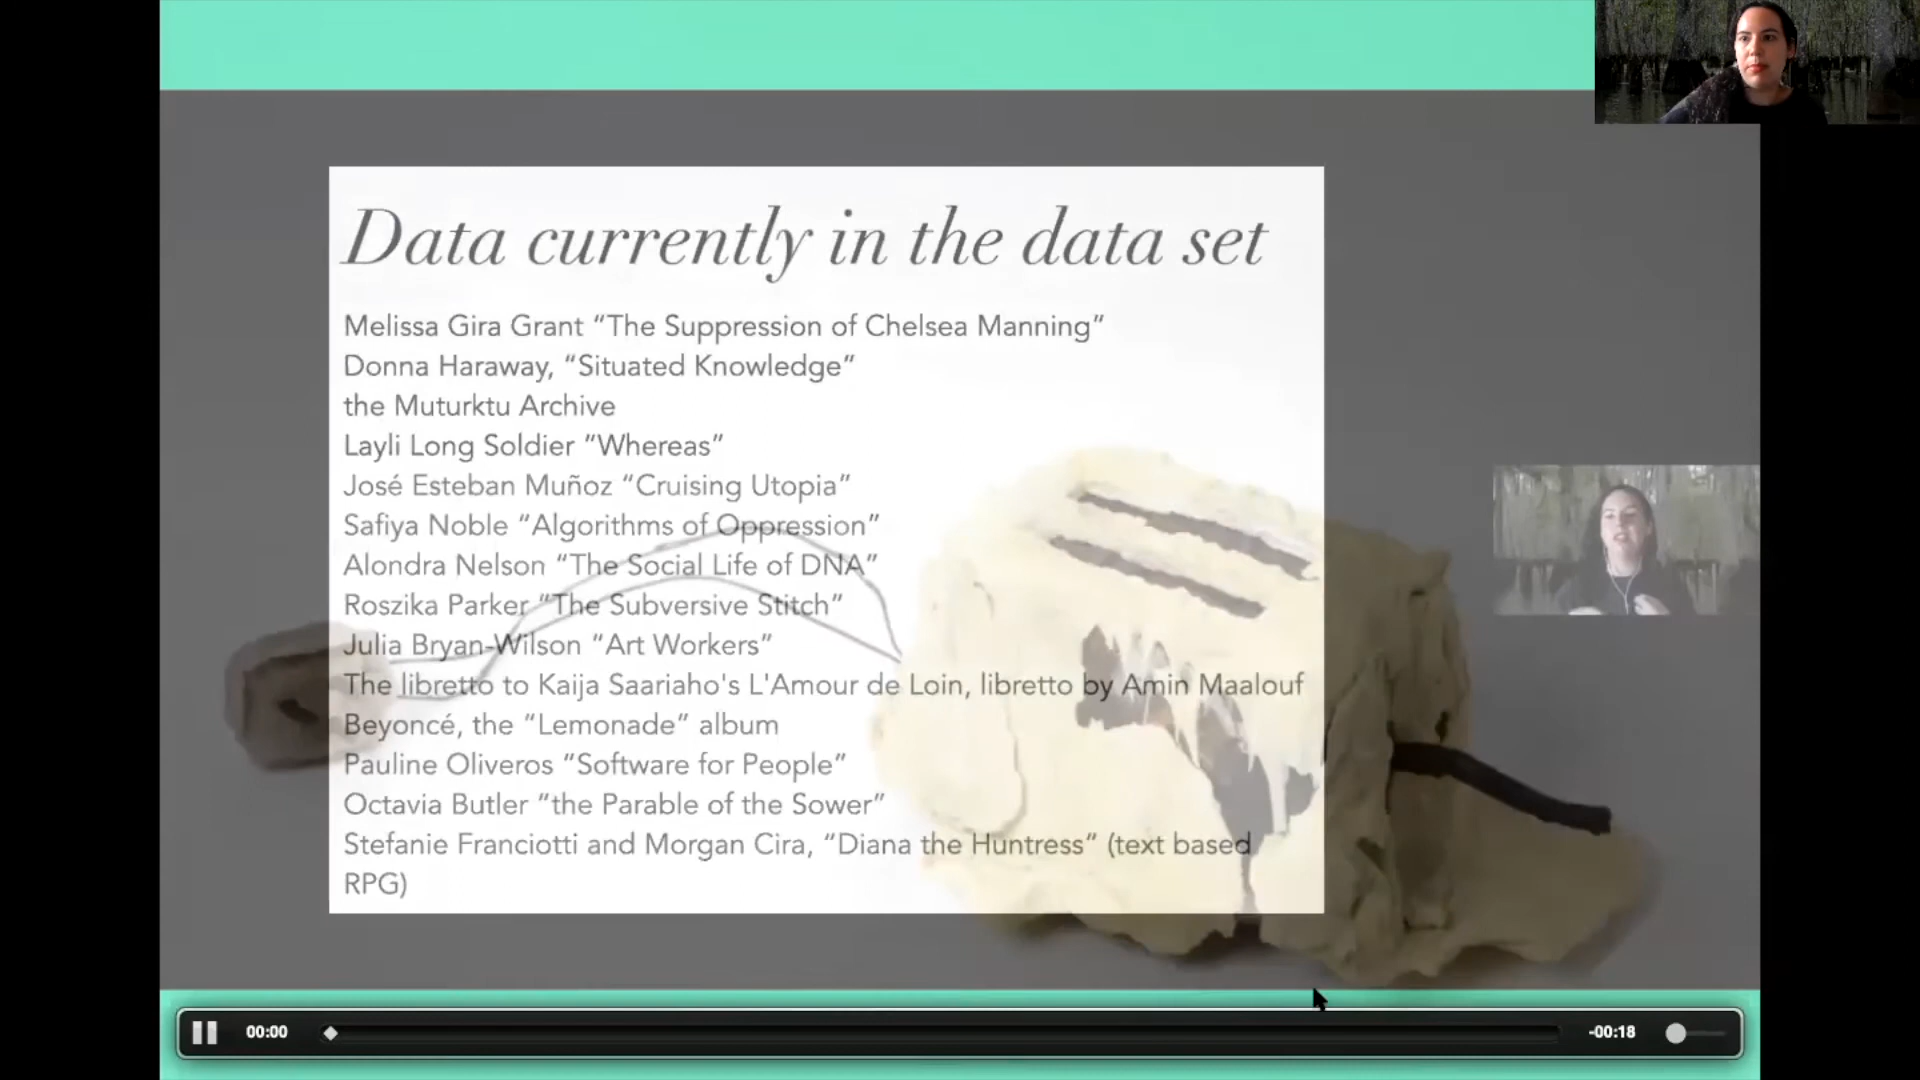 Data currently in the data set
Melissa Gira Grant “The Suppression of Chelsea Manning”
Donna Haraway, “Situated Knowledge”
the Muturktu Archive
Layli Long Soldier “Whereas”
José Esteban Muñoz “Cruising Utopia”
Safiya Noble “Algorithms of Oppression”
Alondra Nelson “The Social Life of DNA”
Roszika Parker “The Subversive Stitch”
Julia Bryan-Wilson “Art Workers”
The libretto to Kaija Saariaho's L'Amour de Loin, libretto by Amin Maalouf
Beyoncé, the “Lemonade” album
Pauline Oliveros “Software for People”
Octavia Butler “the Parable of the Sower”
Stefanie Franciotti and Morgan Cira, “Diana the Huntress” (text based
RPG)
00:00
-00:18